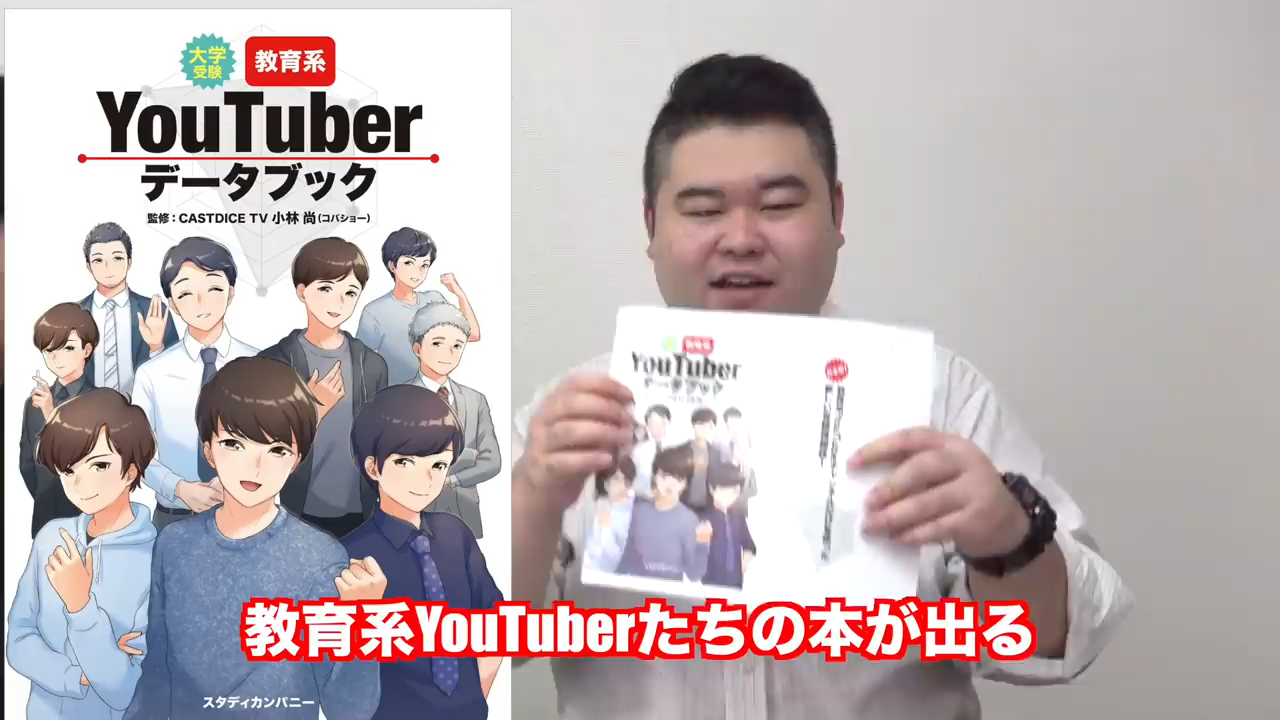 大学
受験
教育系
YouTuber
データブック
監修：CASTDICE TV 小林 尚（コバショー）
スタディカンパニー
教育系
YouTuber
データブック
教育系YouTuberたちの本が出る